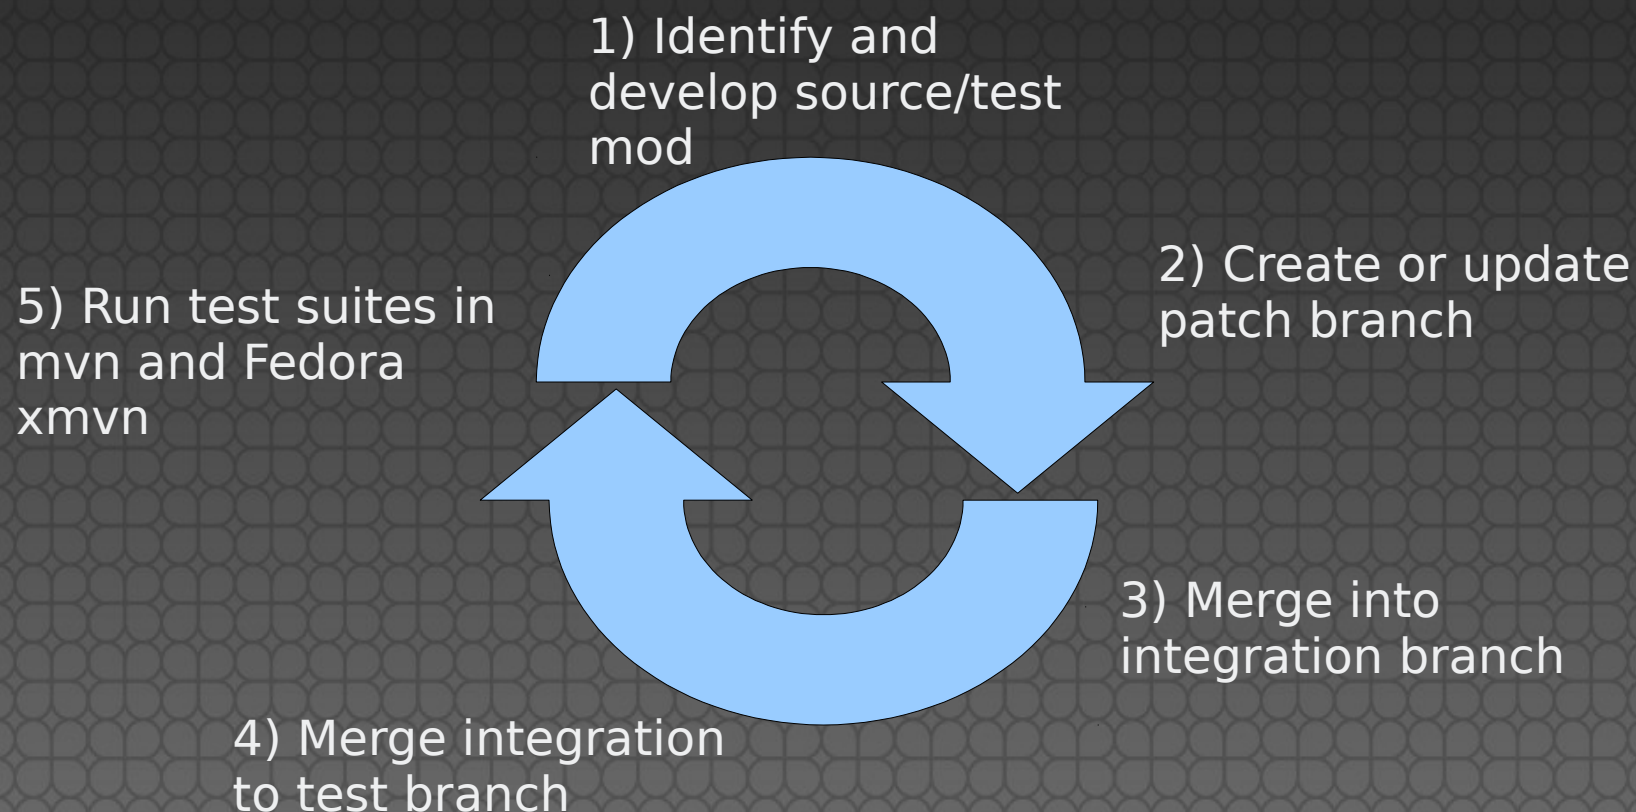 1) Identify and
develop source/test
mod
2) Create or update
patch branch
3) Merge into
integration branch
4) Merge integration
to test branch
5) Run test suites in
mvn and Fedora
xmvn